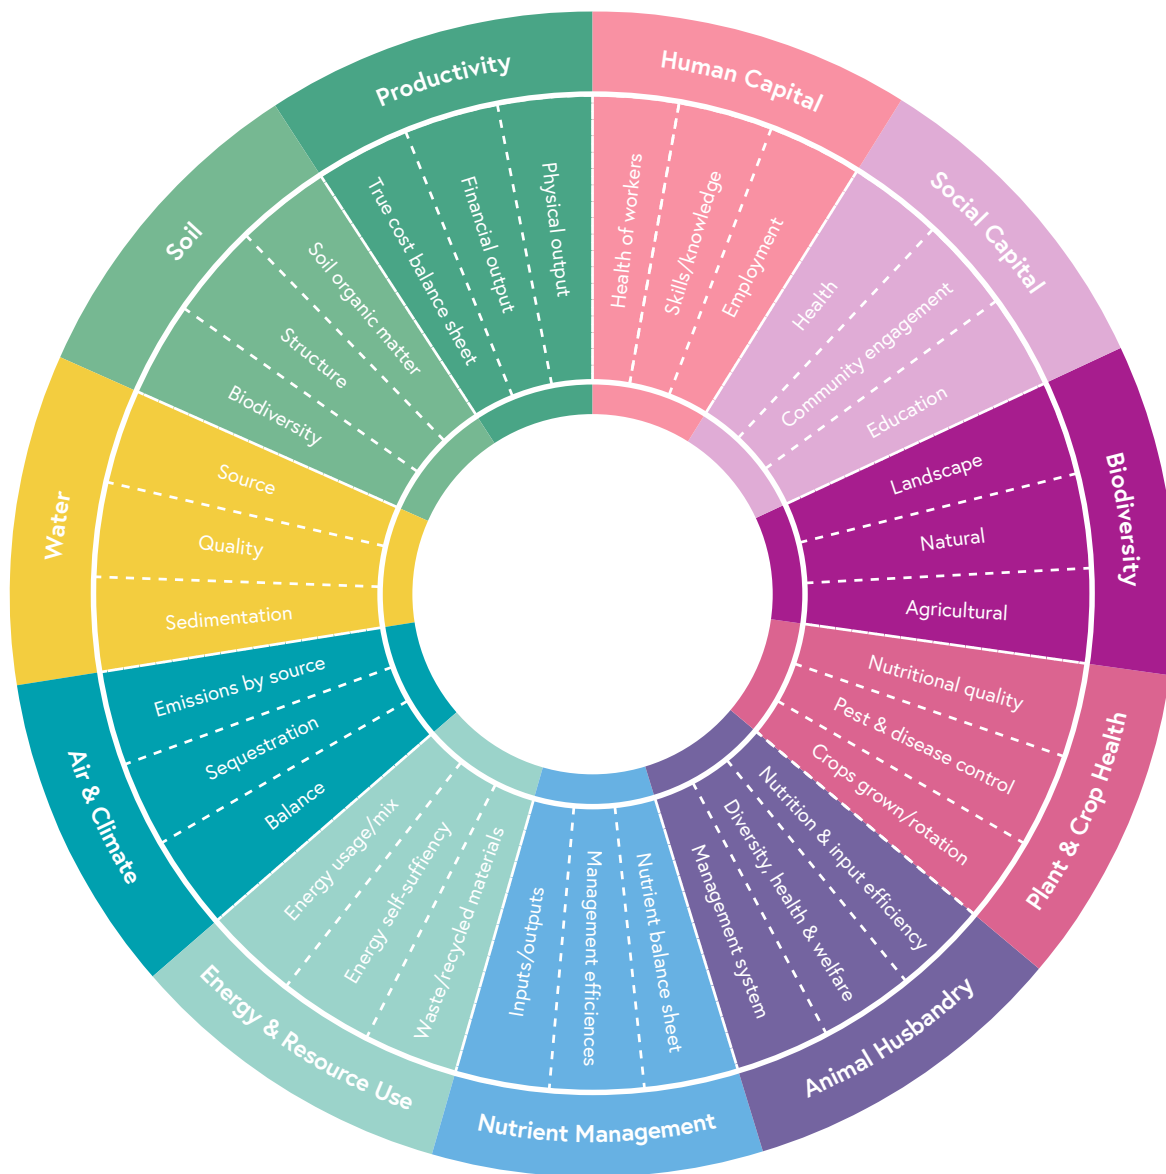 Human Capital
Health of workers
Skills/knowledge
Employment
Social Capital
Health
Community engagement
Education
Biodiversity
Landscape
Natural
Agricultural
Plant & Crop Health
Nutritional quality
Pest & disease control
Crops grown/rotation
Animal Husbandry
Nutrition & input efficiency
Diversity, health & welfare
Management system
Nutrient Management
Nutrient balance sheet
Management efficiences
Inputs/outputs
Energy & Resource Use
Waste/recycled materials
Energy self-suffiency
Energy usage/mix
Air & Climate
Balance
Sequestration
Emissions by source
Water
Sedimentation
Quality
Source
Soil
Biodiversity
Structure
Soil organic matter
Productivity
True cost balance sheet
Financial output
Physical output